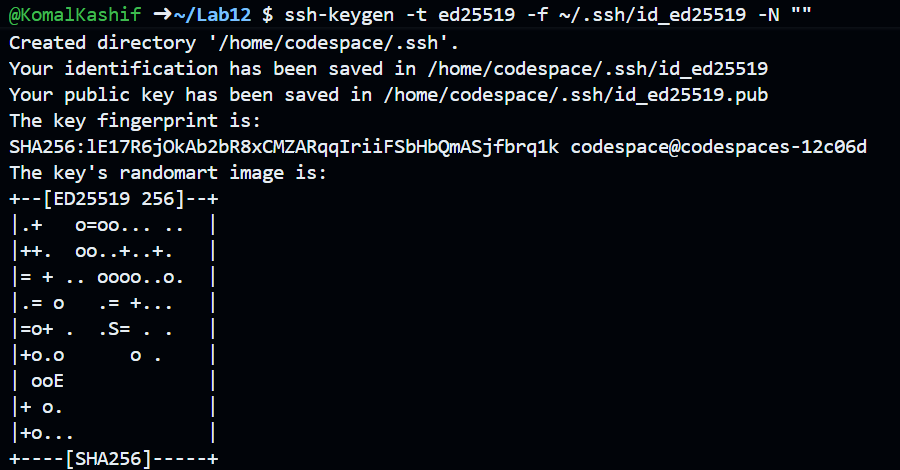 @KomalKashif ➜~/Lab12 $ ssh-keygen -t ed25519 -f ~/.ssh/id_ed25519 -N ""
Created directory '/home/codespace/.ssh'.
Your identification has been saved in /home/codespace/.ssh/id_ed25519
Your public key has been saved in /home/codespace/.ssh/id_ed25519.pub
The key fingerprint is:
SHA256:lE17R6jOkAb2bR8xCMZARqqIriiFSbHbQmASjfbrq1k codespace@codespaces-12c06d
The key's randomart image is:
+--[ED25519 256]--+
|.+   o=oo... ..  |
|++.  oo..+..+.   |
|= + .. oooo..o.  |
|.= o   .= +...   |
|=o+ .  .S= . .   |
|+o.o      o .    |
| ooE             |
|+ o.             |
|+o...            |
+----[SHA256]-----+